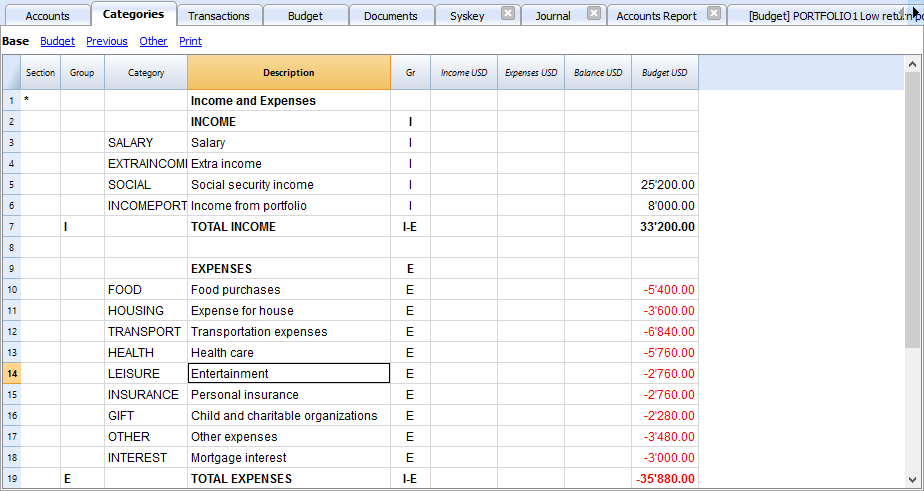 Accounts Categories Transactions Budget Documents Syskey Journal Accounts Report [Budget] PORTFOLIO1 Low return po
Base Budget Previous Other Print
Section Group Category Description Gr Income USD Expenses USD Balance USD Budget USD
1 * Income and Expenses
2 INCOME I
3 SALARY Salary I
4 EXTRAINCOMI Extra income I
5 SOCIAL Social security income I 25'200.00
6 INCOMEPORT Income from portfolio I 8'000.00
7 I TOTAL INCOME I-E 33'200.00
8
9 EXPENSES E
10 FOOD Food purchases E -5'400.00
11 HOUSING Expense for house E -3'600.00
12 TRANSPORT Transportation expenses E -6'840.00
13 HEALTH Health care E -5'760.00
14 LEISURE Entertainment E -2'760.00
15 INSURANCE Personal insurance E -2'760.00
16 GIFT Child and charitable organizations E -2'280.00
17 OTHER Other expenses E -3'480.00
18 INTEREST Mortgage interest E -3'000.00
19 E TOTAL EXPENSES I-E -35'880.00